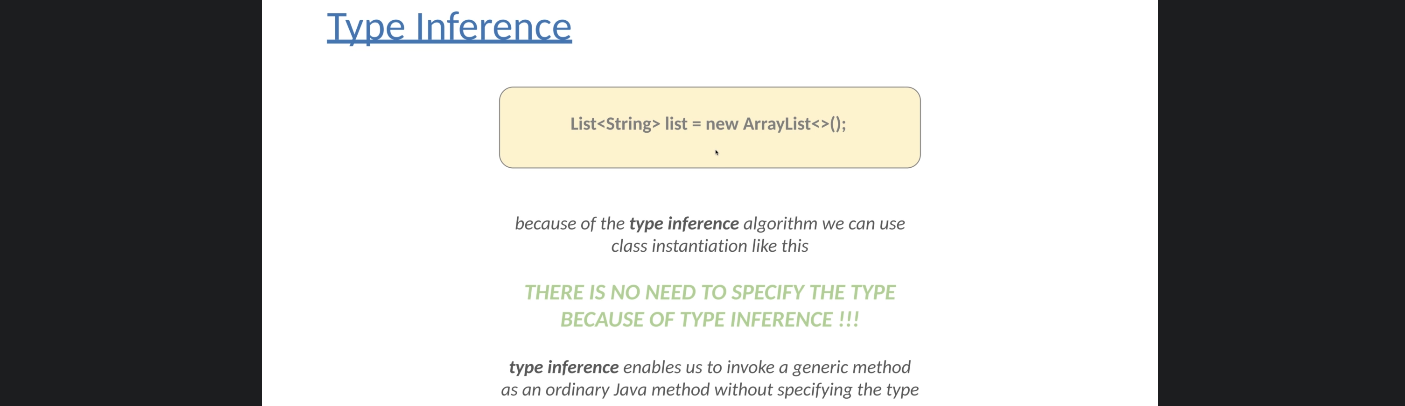 Type Inference
List<String> list = new ArrayList<>();
because of the type inference algorithm we can use
class instantiation like this
THERE IS NO NEED TO SPECIFY THE TYPE
BECAUSE OF TYPE INFERENCE !!!
type inference enables us to invoke a generic method
as an ordinary Java method without specifying the type